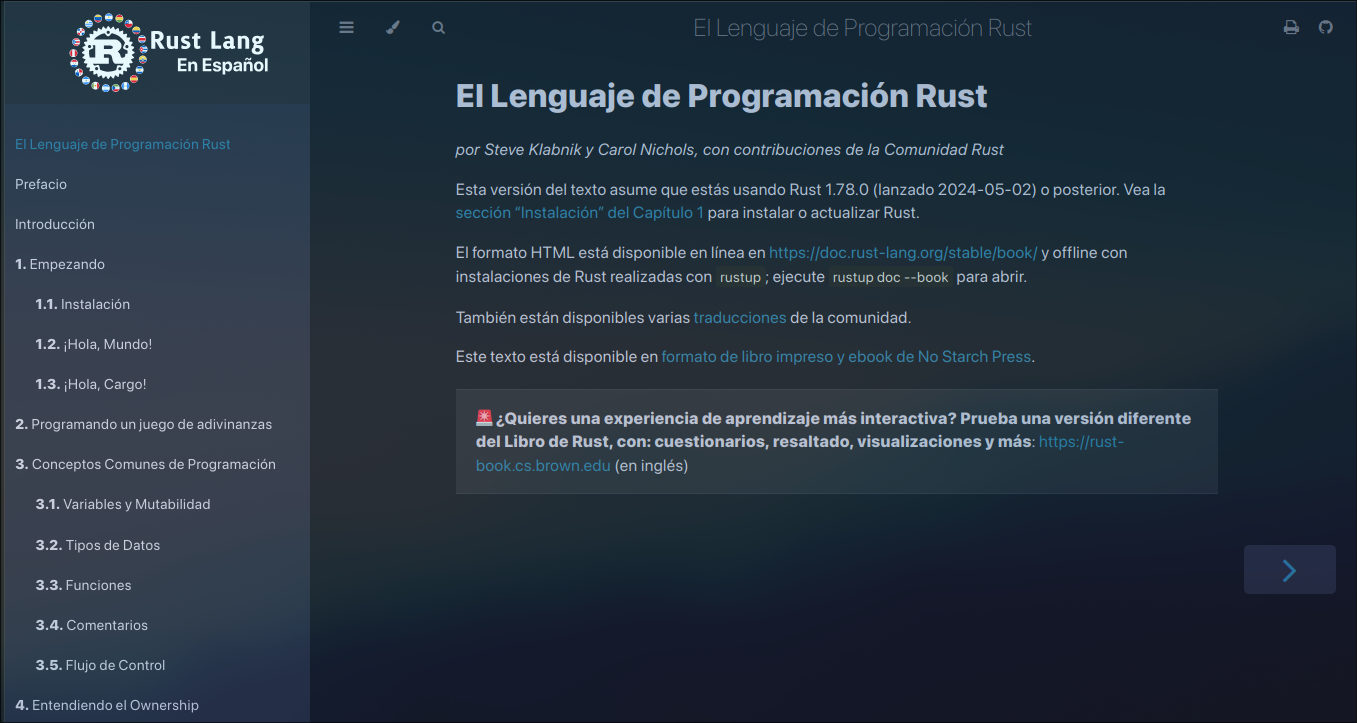 Rust Lang
En Español
El Lenguaje de Programación Rust
Prefacio
Introducción
1. Empezando
1.1. Instalación
1.2. ¡Hola, Mundo!
1.3. ¡Hola, Cargo!
2. Programando un juego de adivinanzas
3. Conceptos Comunes de Programación
3.1. Variables y Mutabilidad
3.2. Tipos de Datos
3.3. Funciones
3.4. Comentarios
3.5. Flujo de Control
4. Entendiendo el Ownership
El Lenguaje de Programación Rust
El Lenguaje de Programación Rust
por Steve Klabnik y Carol Nichols, con contribuciones de la Comunidad Rust
Esta versión del texto asume que estás usando Rust 1.78.0 (lanzado 2024-05-02) o posterior. Vea la
sección “Instalación” del Capítulo 1 para instalar o actualizar Rust.
El formato HTML está disponible en línea en https://doc.rust-lang.org/stable/book/ y offline con
instalaciones de Rust realizadas con rustup ; ejecute rustup doc --book para abrir.
También están disponibles varias traducciones de la comunidad.
Este texto está disponible en formato de libro impreso y ebook de No Starch Press.
🚨 ¿Quieres una experiencia de aprendizaje más interactiva? Prueba una versión diferente
del Libro de Rust, con: cuestionarios, resaltado, visualizaciones y más: https://rust-
book.cs.brown.edu (en inglés)